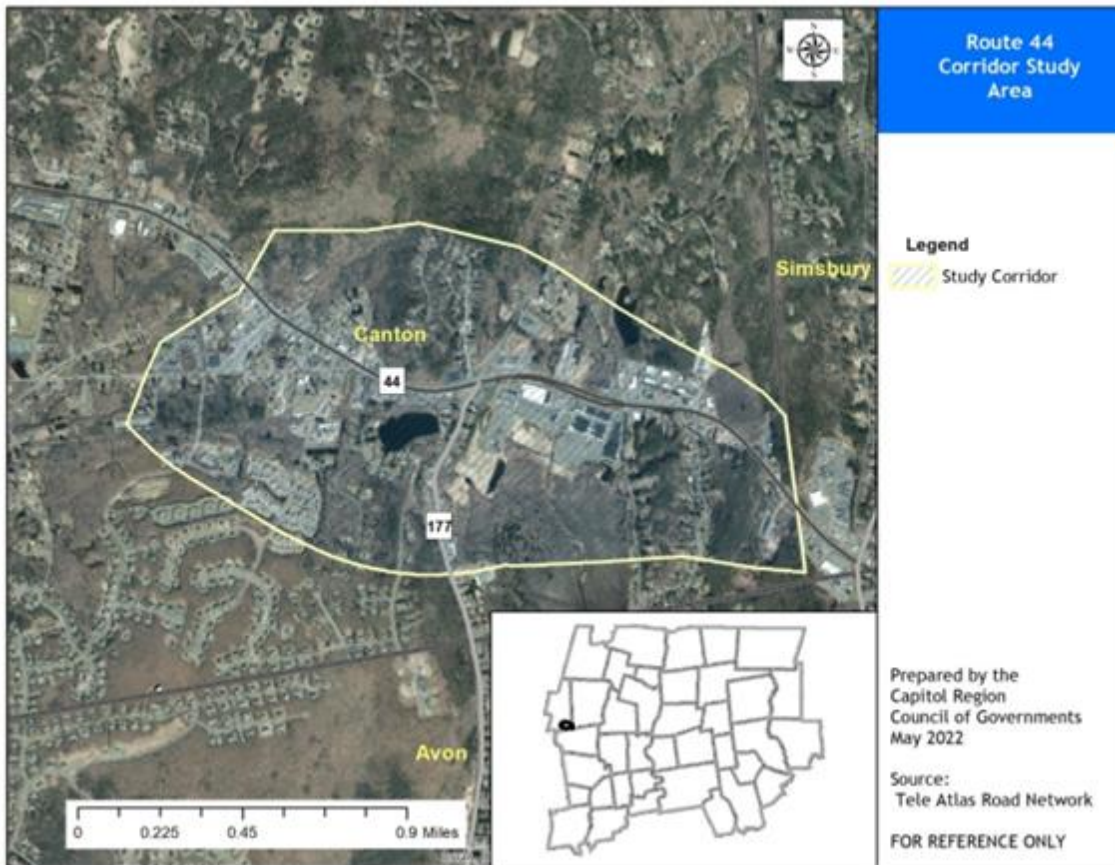 Route 44
Corridor Study
Area
Legend
Study Corridor
Simsbury
Canton
44
177
Avon
0 0.225 0.45 0.9 Miles
Prepared by the
Capitol Region
Council of Governments
May 2022
Source:
Tele Atlas Road Network
FOR REFERENCE ONLY